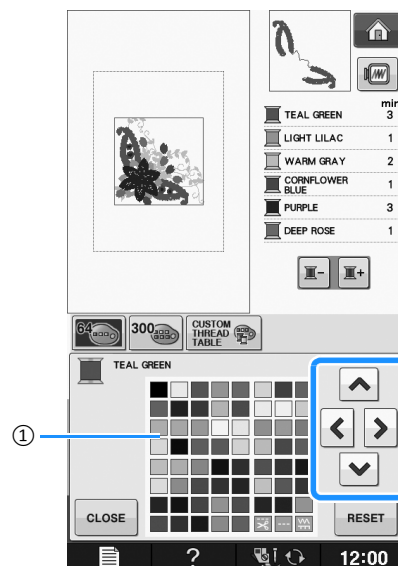 min
TEAL GREEN 3
LIGHT LILAC 1
WARM GRAY 2
CORNFLOWER
BLUE 1
PURPLE 3
DEEP ROSE 1
- +
64 300 CUSTOM
THREAD
TABLE
TEAL GREEN
①
CLOSE RESET
? 12:00